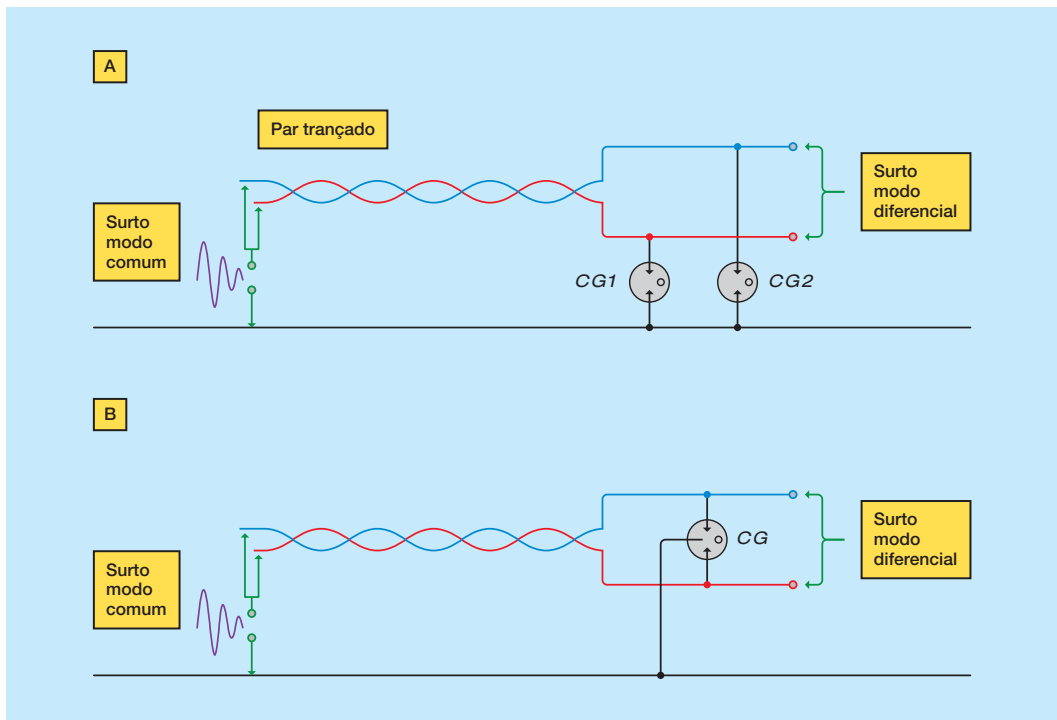 A
Par trançado
Surto
modo
comum
CG1
CG2
Surto
modo
diferencial
B
Surto
modo
comum
CG
Surto
modo
diferencial